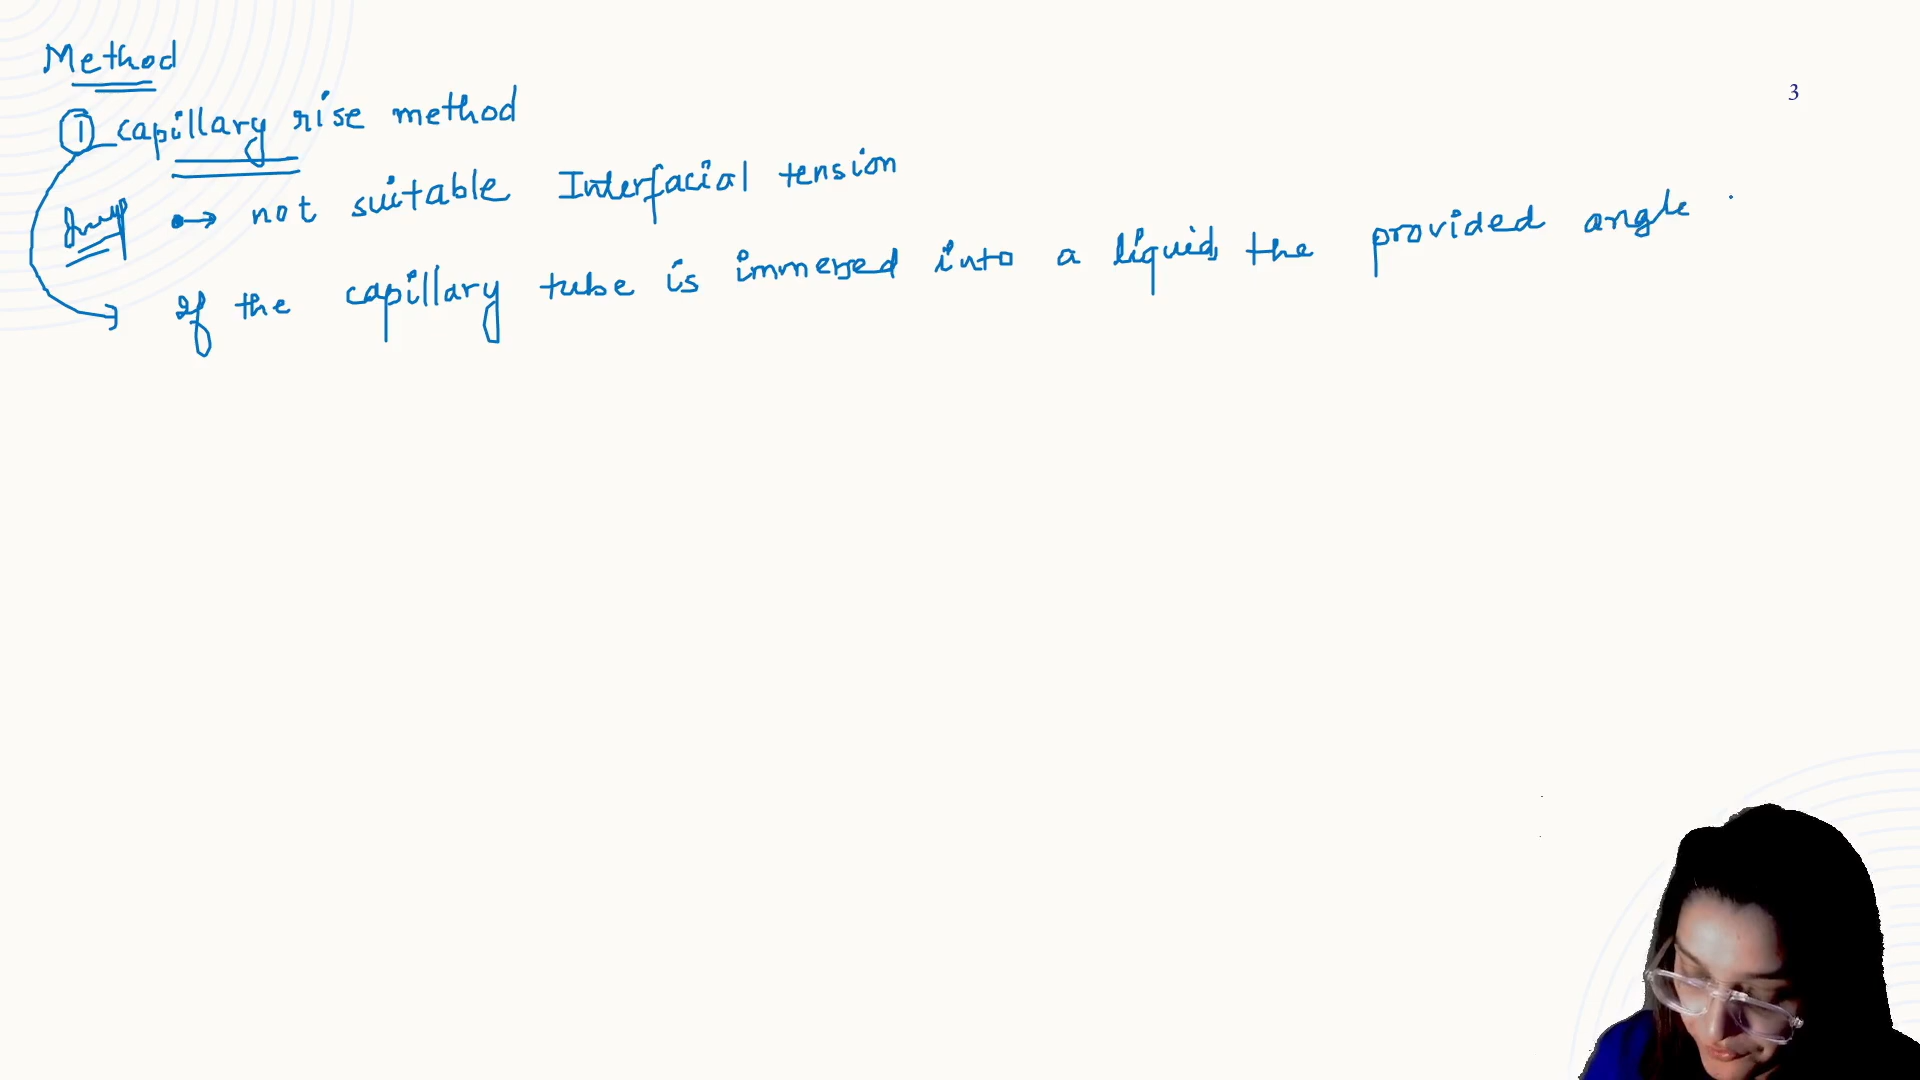 Method
3
① capillary rise method
Imp •→ not suitable Interfacial tension
→ If the capillary tube is immersed into a liquid, the provided angle